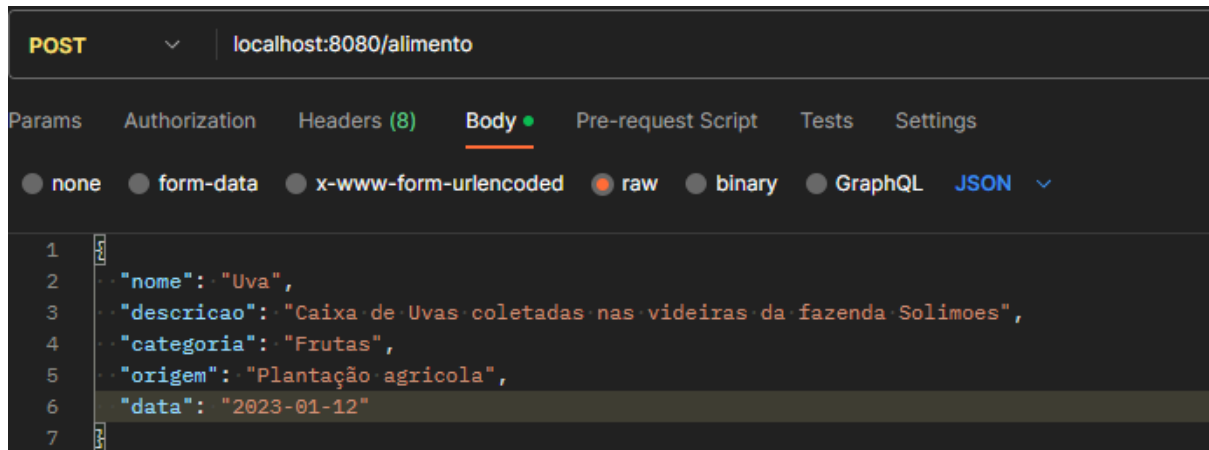 POST localhost:8080/alimento
Params Authorization Headers (8) Body Pre-request Script Tests Settings
none form-data x-www-form-urlencoded raw binary GraphQL JSON
1 {
2 "nome": "Uva",
3 "descricao": "Caixa de Uvas coletadas nas videiras da fazenda Solimoes",
4 "categoria": "Frutas",
5 "origem": "Plantação agricola",
6 "data": "2023-01-12"
7 }